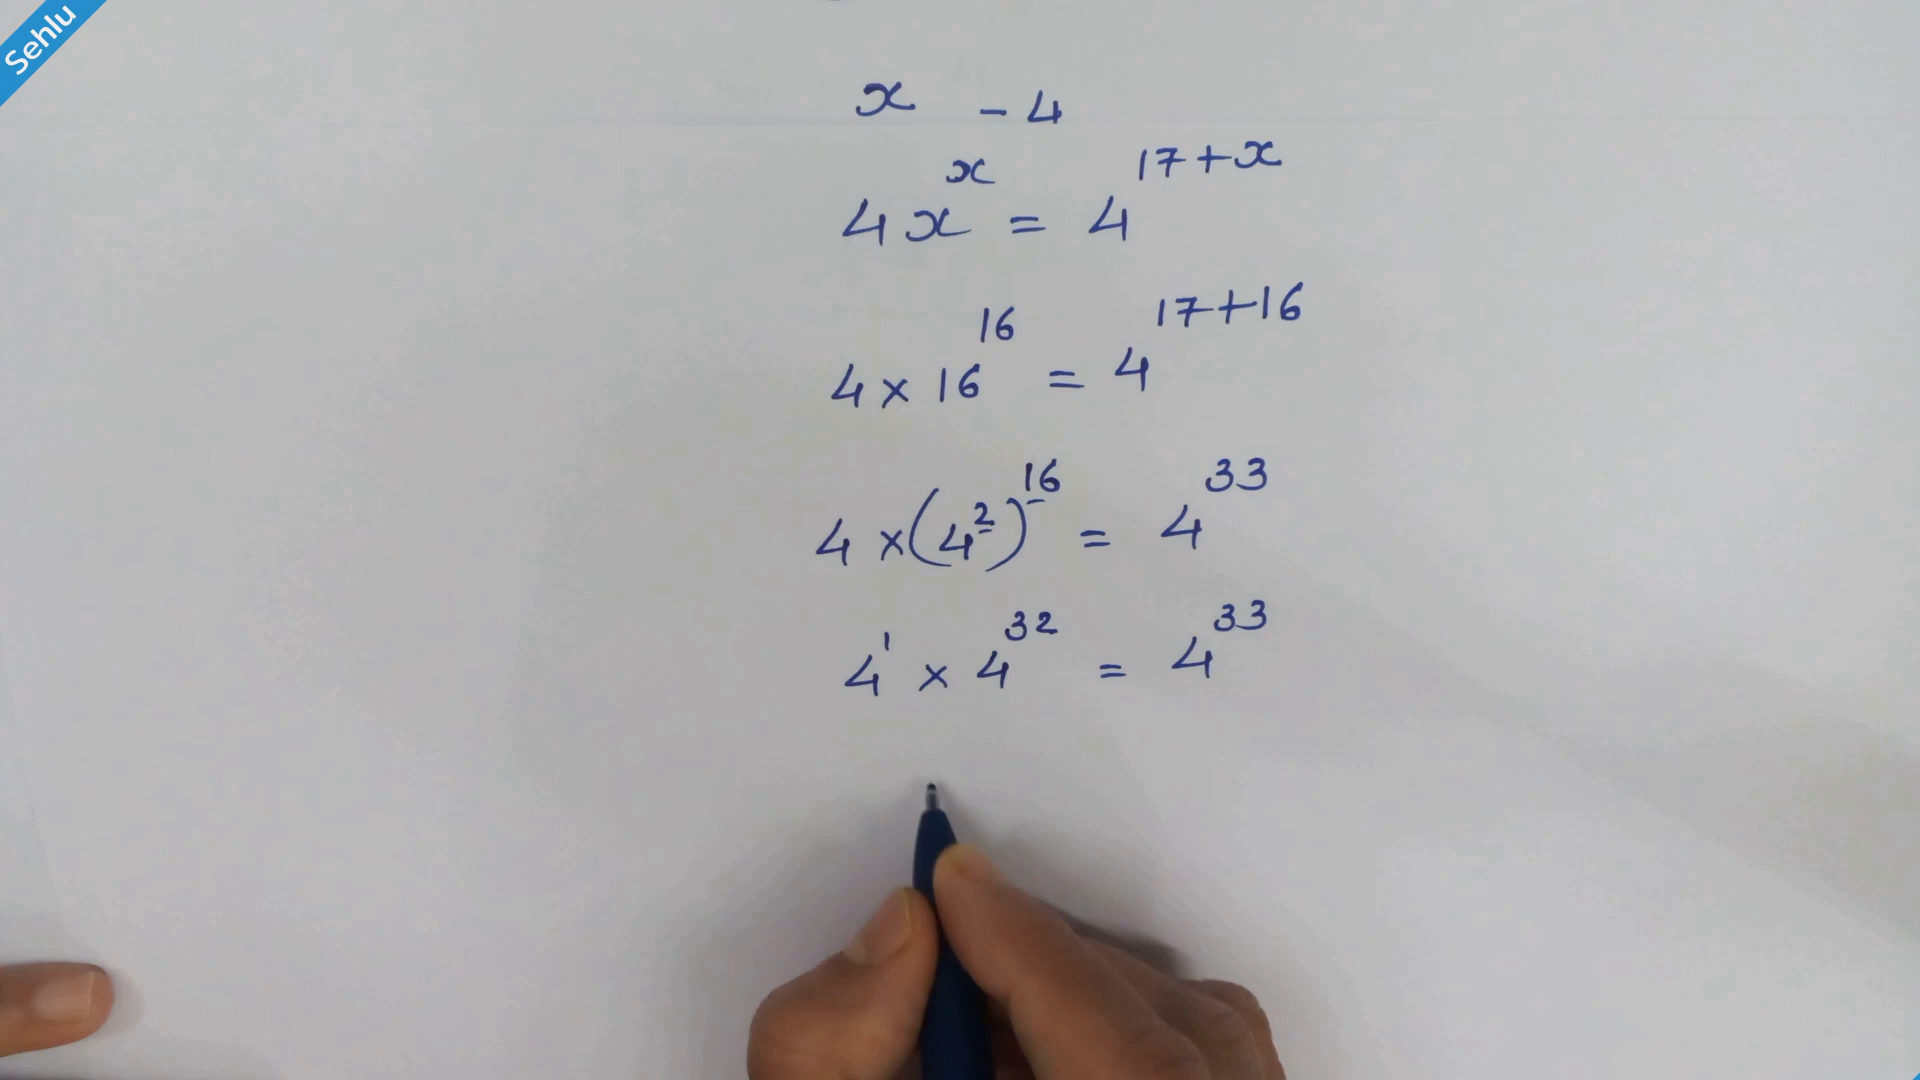 Sehlu
x - 4
4x^x = 4^17+x
4 × 16^16 = 4^17+16
4 × (4^2)^16 = 4^33
4^1 × 4^32 = 4^33